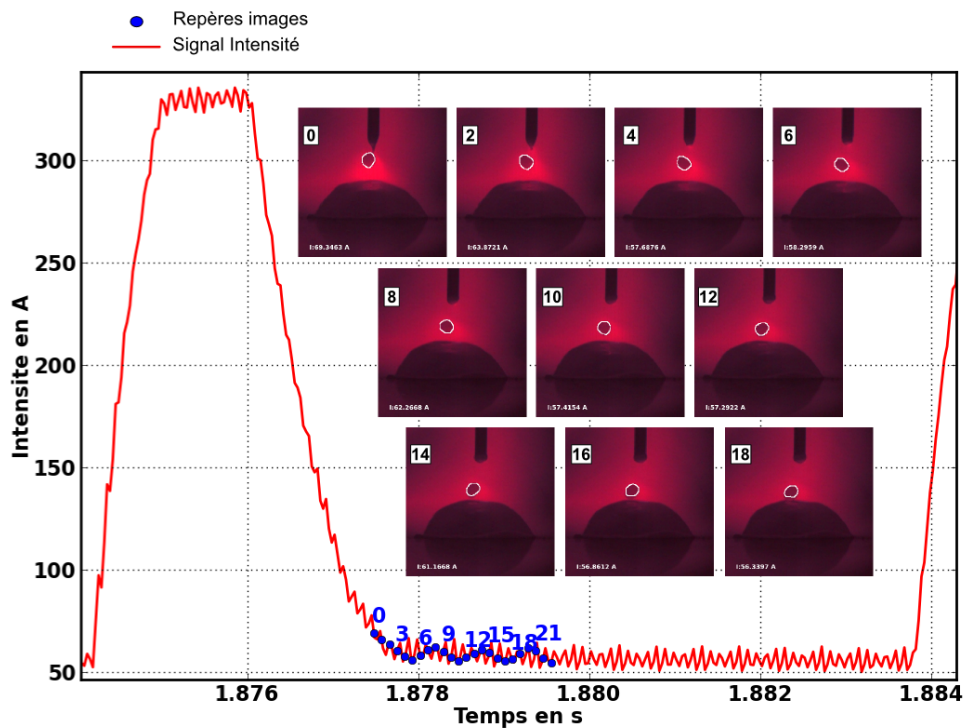 Repères images
Signal Intensité
Intensite en A
300
250
200
150
100
50
0
2
4
6
I:69.3463 A
I:63.8721 A
I:57.6876 A
I:58.2959 A
8
10
12
I:62.2668 A
I:57.4154 A
I:57.2922 A
14
16
18
I:61.1668 A
I:56.8612 A
I:56.3397 A
0
3
6
9
12
15
18
21
1.876
1.878
1.880
1.882
1.884
Temps en s